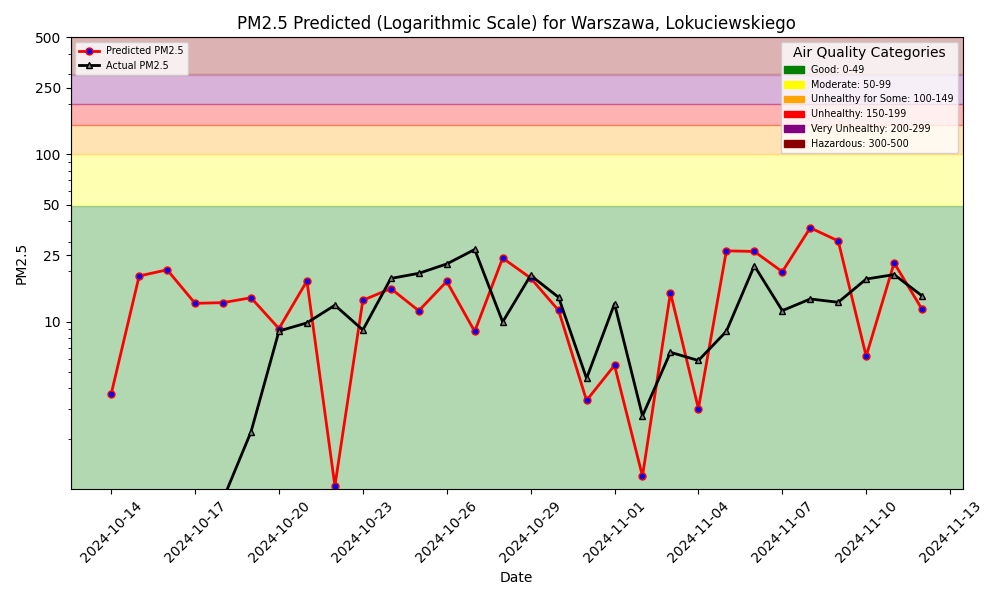 PM2.5 Predicted (Logarithmic Scale) for Warszawa, Lokuciewskiego
500
250
100
50
25
10
PM2.5
Predicted PM2.5
Actual PM2.5
Air Quality Categories
Good: 0-49
Moderate: 50-99
Unhealthy for Some: 100-149
Unhealthy: 150-199
Very Unhealthy: 200-299
Hazardous: 300-500
2024-10-14
2024-10-17
2024-10-20
2024-10-23
2024-10-26
2024-10-29
2024-11-01
2024-11-04
2024-11-07
2024-11-10
2024-11-13
Date